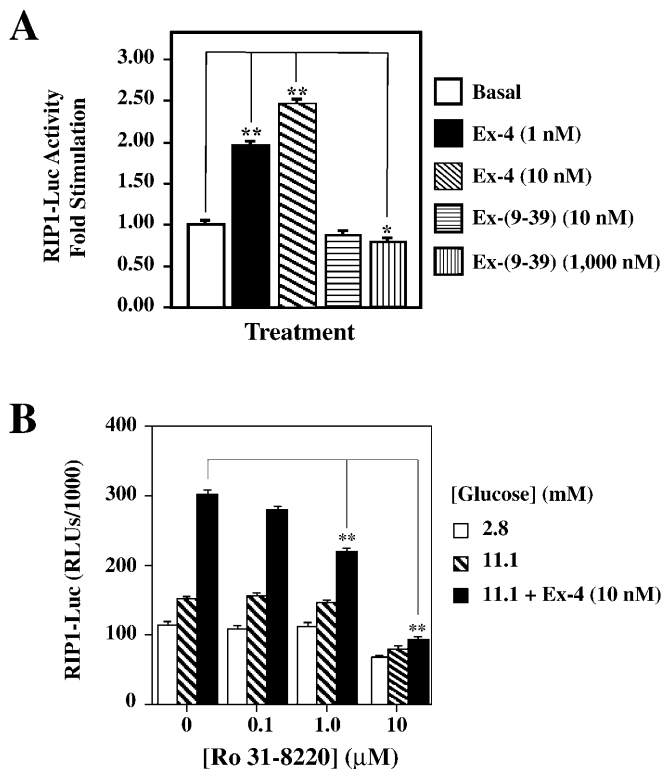 A
RIP1-Luc Activity
Fold Stimulation
3.00
2.50
2.00
1.50
1.00
0.50
0.00
**
**
*
Treatment
Basal
Ex-4 (1 nM)
Ex-4 (10 nM)
Ex-(9-39) (10 nM)
Ex-(9-39) (1,000 nM)
B
RIP1-Luc (RLUs/1000)
400
300
200
100
0
**
**
0 0.1 1.0 10
[Ro 31-8220] (μM)
[Glucose] (mM)
2.8
11.1
11.1 + Ex-4 (10 nM)